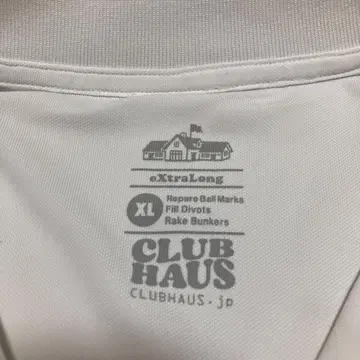 eXtraLong
XL
Repare Ball Marks
Fill Divots
Rake Bunkers
CLUB
HAUS
CLUBHAUS.jp